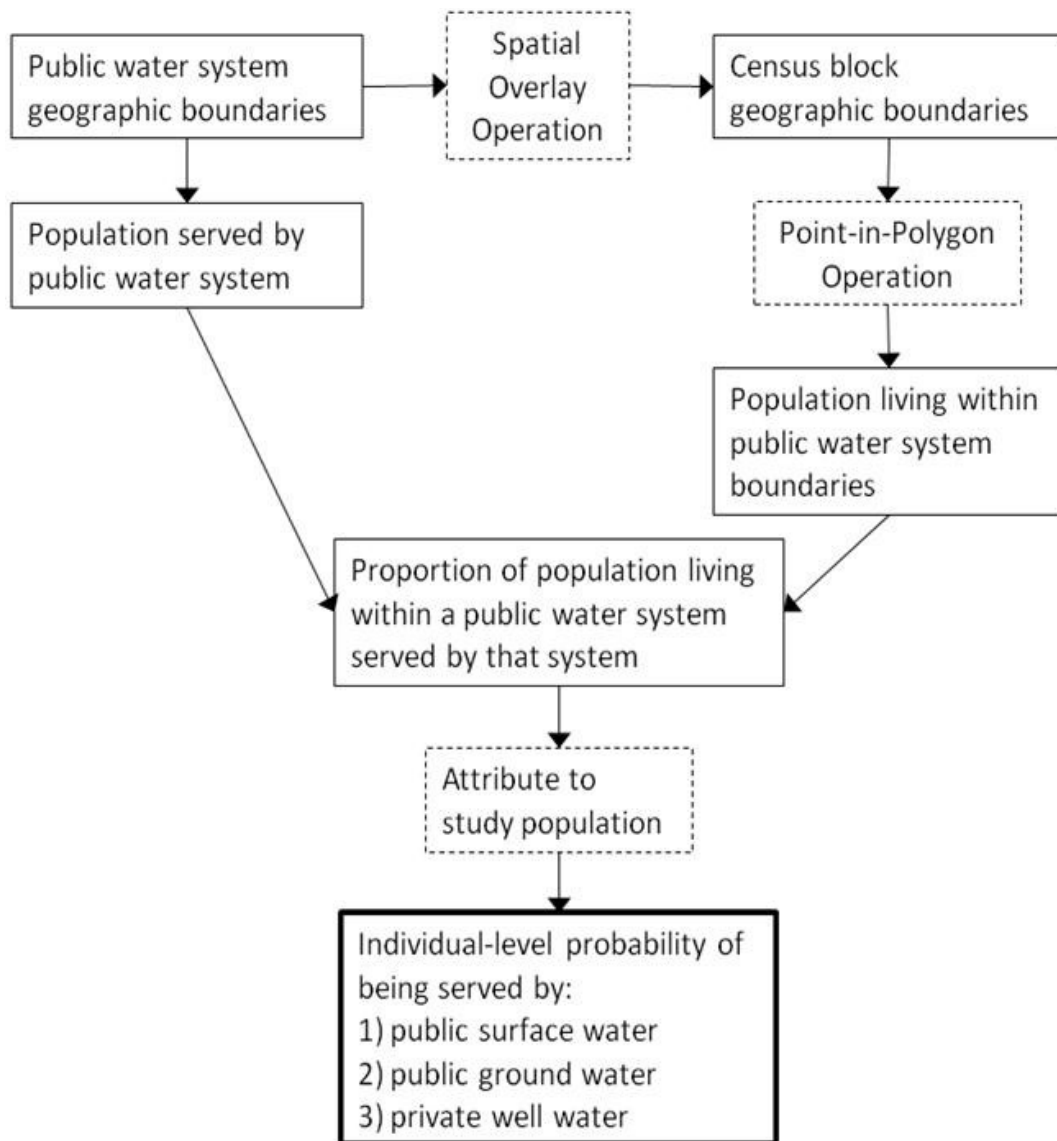 Public water system
geographic boundaries
Spatial
Overlay
Operation
Census block
geographic boundaries
Population served by
public water system
Point-in-Polygon
Operation
Population living within
public water system
boundaries
Proportion of population living
within a public water system
served by that system
Attribute to
study population
Individual-level probability of
being served by:
1) public surface water
2) public ground water
3) private well water